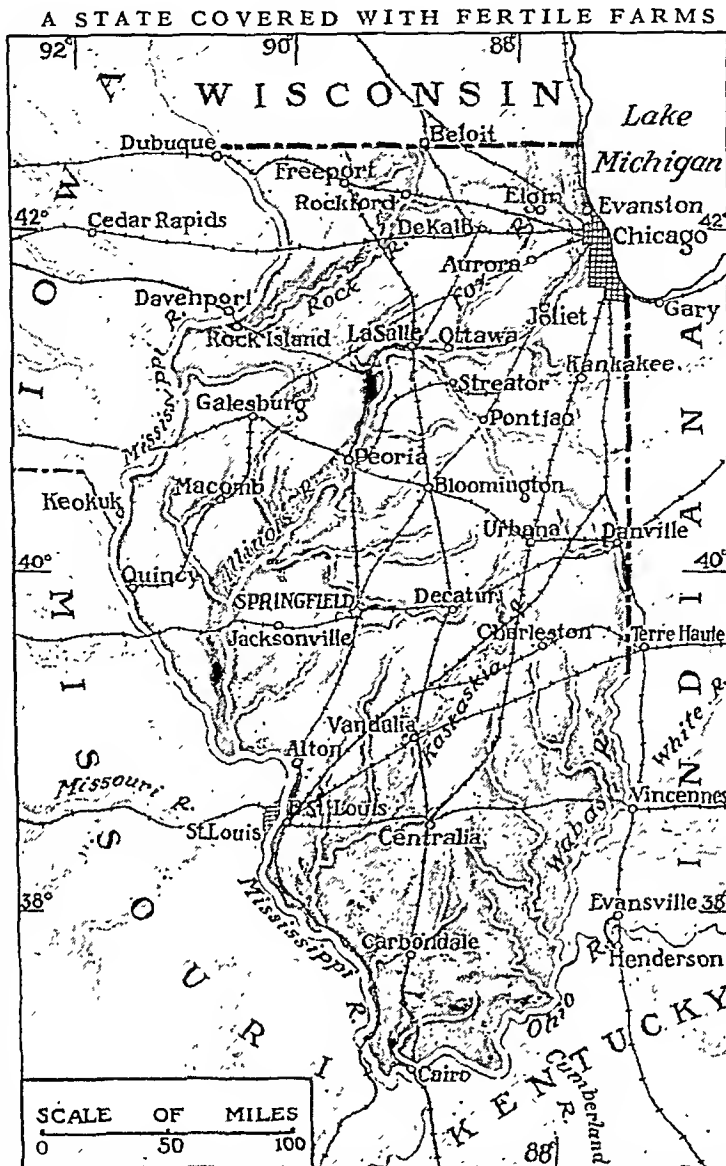 A STATE COVERED WITH FERTILE FARMS
92° 90 88°
WISCONSIN
Lake
Michigan
IOWA
Beloit
Dubuque
Freeport
Rockford
Elgin
Evanston
42°
Cedar Rapids
DeKalb
Chicago
42°
Aurora
Rock R.
Fox R.
Davenport
Rock Island
Joliet
Gary
LaSalle
Ottawa
Mississippi R.
Kankakee
Streator
Galesburg
Pontiac
INDIANA
Peoria
Macomb
Bloomington
Keokuk
Illinois R.
Urbana
Danville
40°
40°
Quincy
SPRINGFIELD
Decatur
Jacksonville
Charleston
Terre Haute
Kaskaskia R.
Vandalia
White R.
Alton
Missouri R.
E. St. Louis
St. Louis
Centralia
Vincennes
Wabash R.
MISSOURI
38°
Evansville 38°
Mississippi R.
Carbondale
Henderson
Ohio R.
KENTUCKY
Cairo
Cumberland R.
SCALE OF MILES
0 50 100
88°